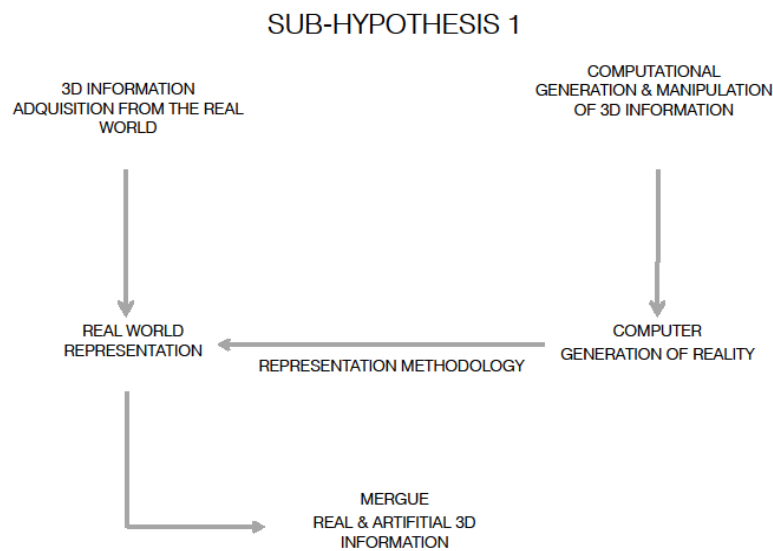 SUB-HYPOTHESIS 1
3D INFORMATION
ADQUISITION FROM THE REAL
WORLD
COMPUTATIONAL
GENERATION & MANIPULATION
OF 3D INFORMATION
REAL WORLD
REPRESENTATION
REPRESENTATION METHODOLOGY
COMPUTER
GENERATION OF REALITY
MERGUE
REAL & ARTIFITIAL 3D
INFORMATION